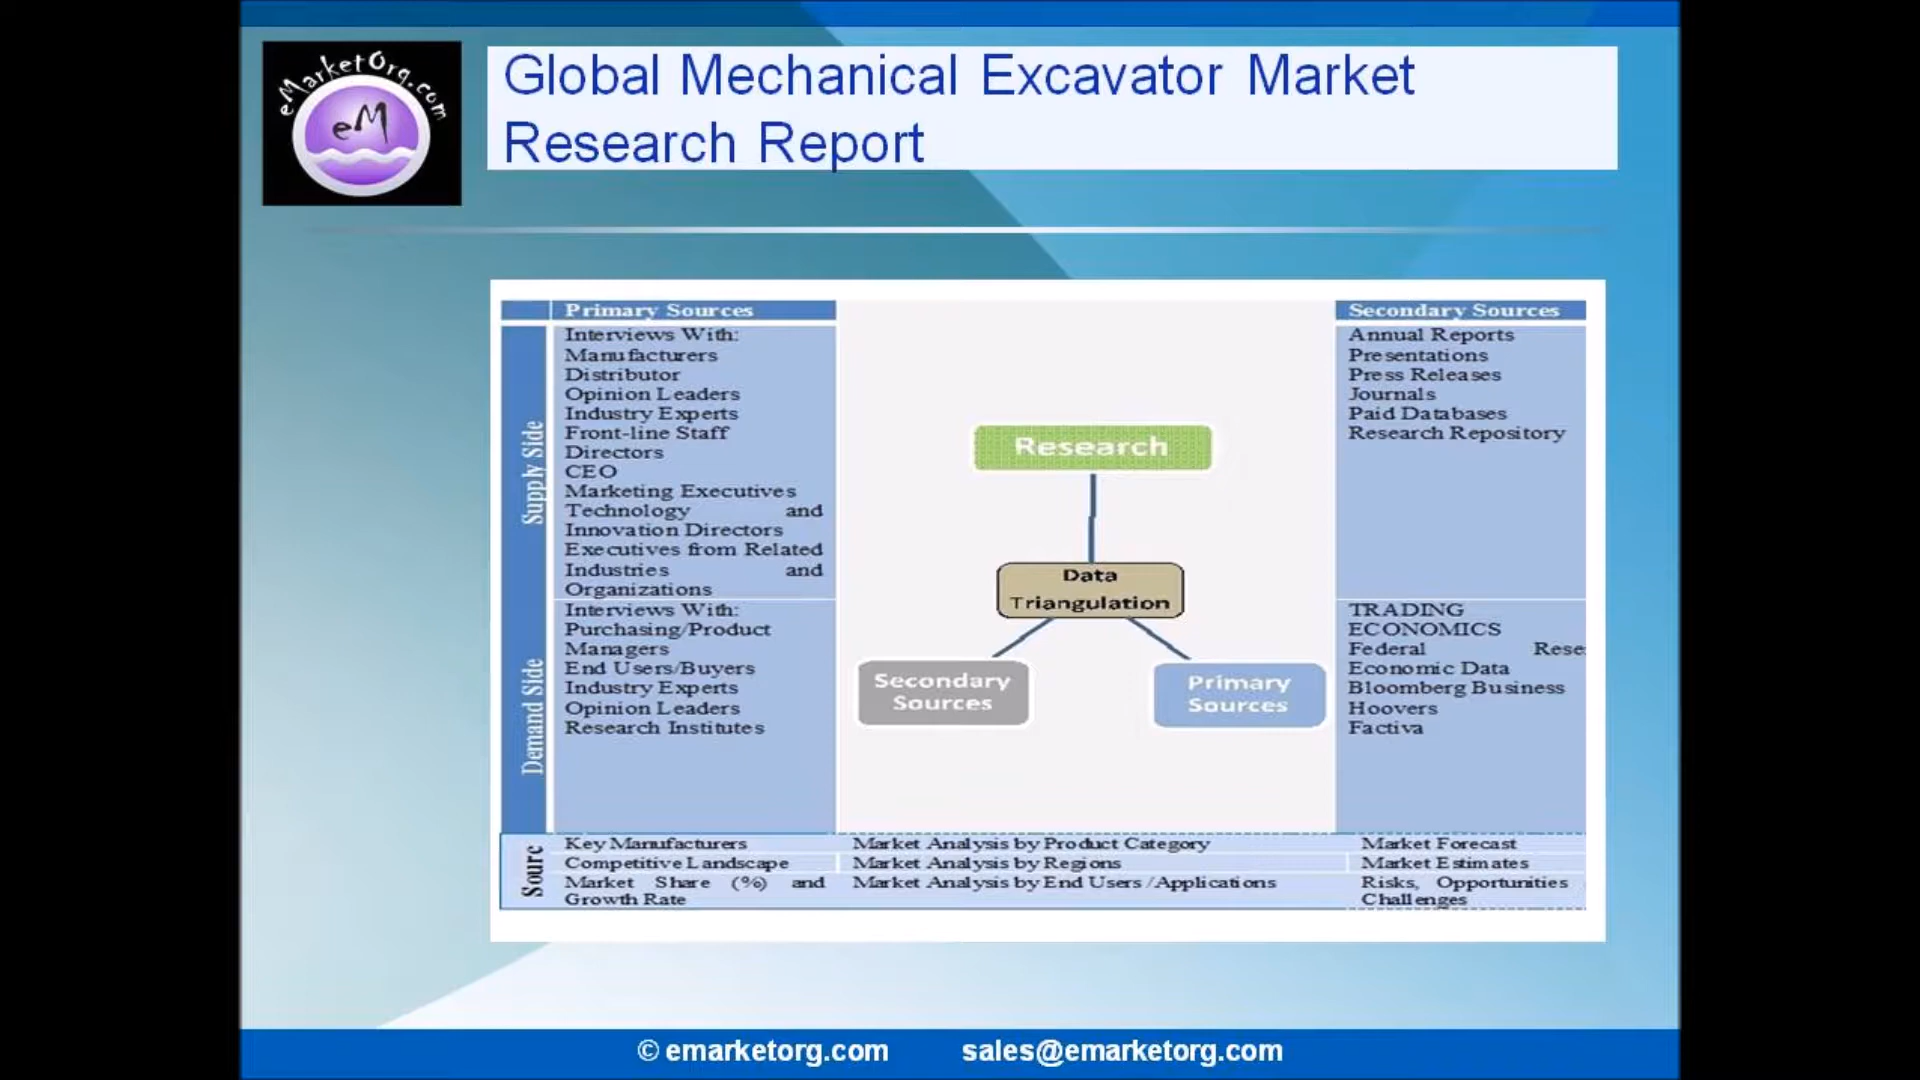 eMarketOrg.com
eM
Global Mechanical Excavator Market
Research Report
Primary Sources
Supply Side
Interviews With:
Manufacturers
Distributor
Opinion Leaders
Industry Experts
Front-line Staff
Directors
CEO
Marketing Executives
Technology and
Innovation Directors
Executives from Related
Industries and
Organizations
Demand Side
Interviews With:
Purchasing/Product
Managers
End Users/Buyers
Industry Experts
Opinion Leaders
Research Institutes
Research
Data
Triangulation
Secondary
Sources
Primary
Sources
Secondary Sources
Annual Reports
Presentations
Press Releases
Journals
Paid Databases
Research Repository
TRADING
ECONOMICS
Federal Rese
Economic Data
Bloomberg Business
Hoovers
Factiva
Sourc
Key Manufacturers
Competitive Landscape
Market Share (%) and
Growth Rate
Market Analysis by Product Category
Market Analysis by Regions
Market Analysis by End Users /Applications
Market Forecast
Market Estimates
Risks, Opportunities
Challenges
© emarketorg.com sales@emarketorg.com